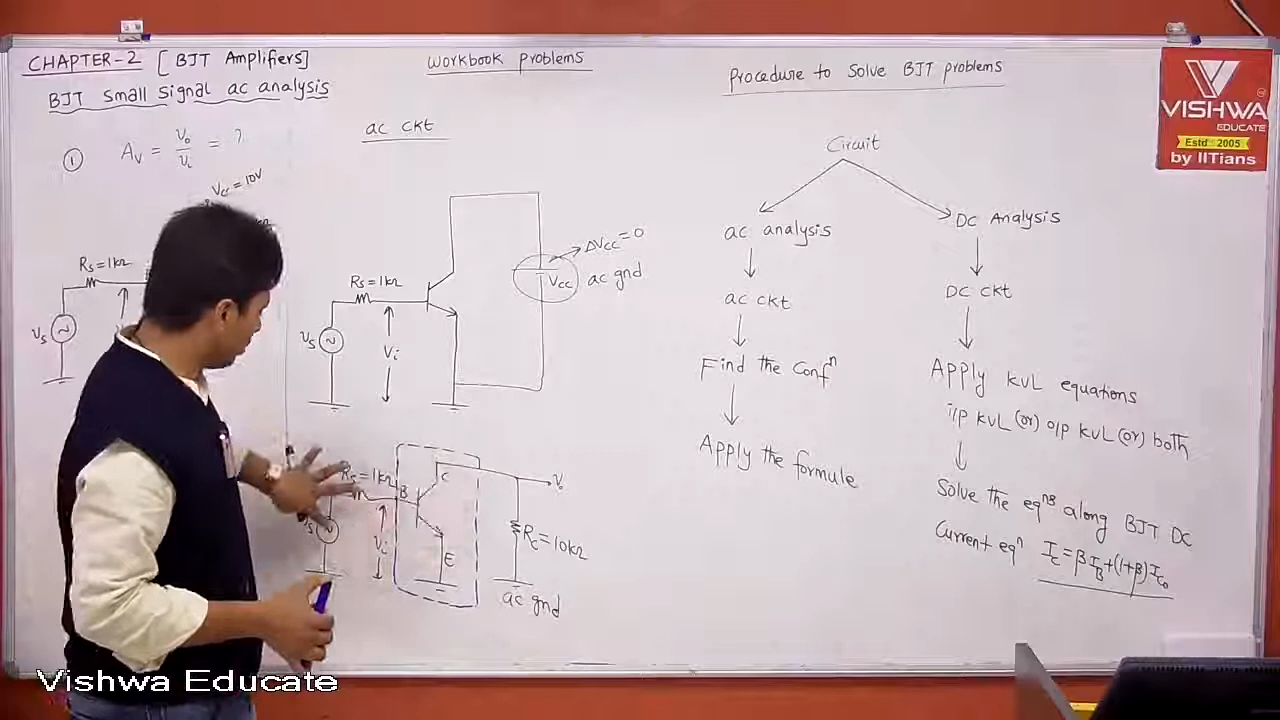 CHAPTER-2 [BJT Amplifiers]
BJT Small Signal ac analysis
① Av = Vo/Vi = ?
Vcc = 10V
Rs=1kΩ
Vs
Workbook problems
ac ckt
Rs=1kΩ
Vs
Vi
ΔVcc=0
Vcc
ac gnd
Rs=1kΩ
Vs
Vi
B
C
E
Vo
Rc=10kΩ
ac gnd
Procedure to solve BJT problems
Circuit
ac analysis
ac ckt
Find the Confⁿ
Apply the formule
DC Analysis
DC ckt
Apply KVL equations
i/p KVL (or) o/p KVL (or) both
Solve the eqⁿs along BJT DC
Current eqⁿ Ic=βIB+(1+β)Ico
VISHWA
EDUCATE
Estd 2005
by IITians
Vishwa Educate